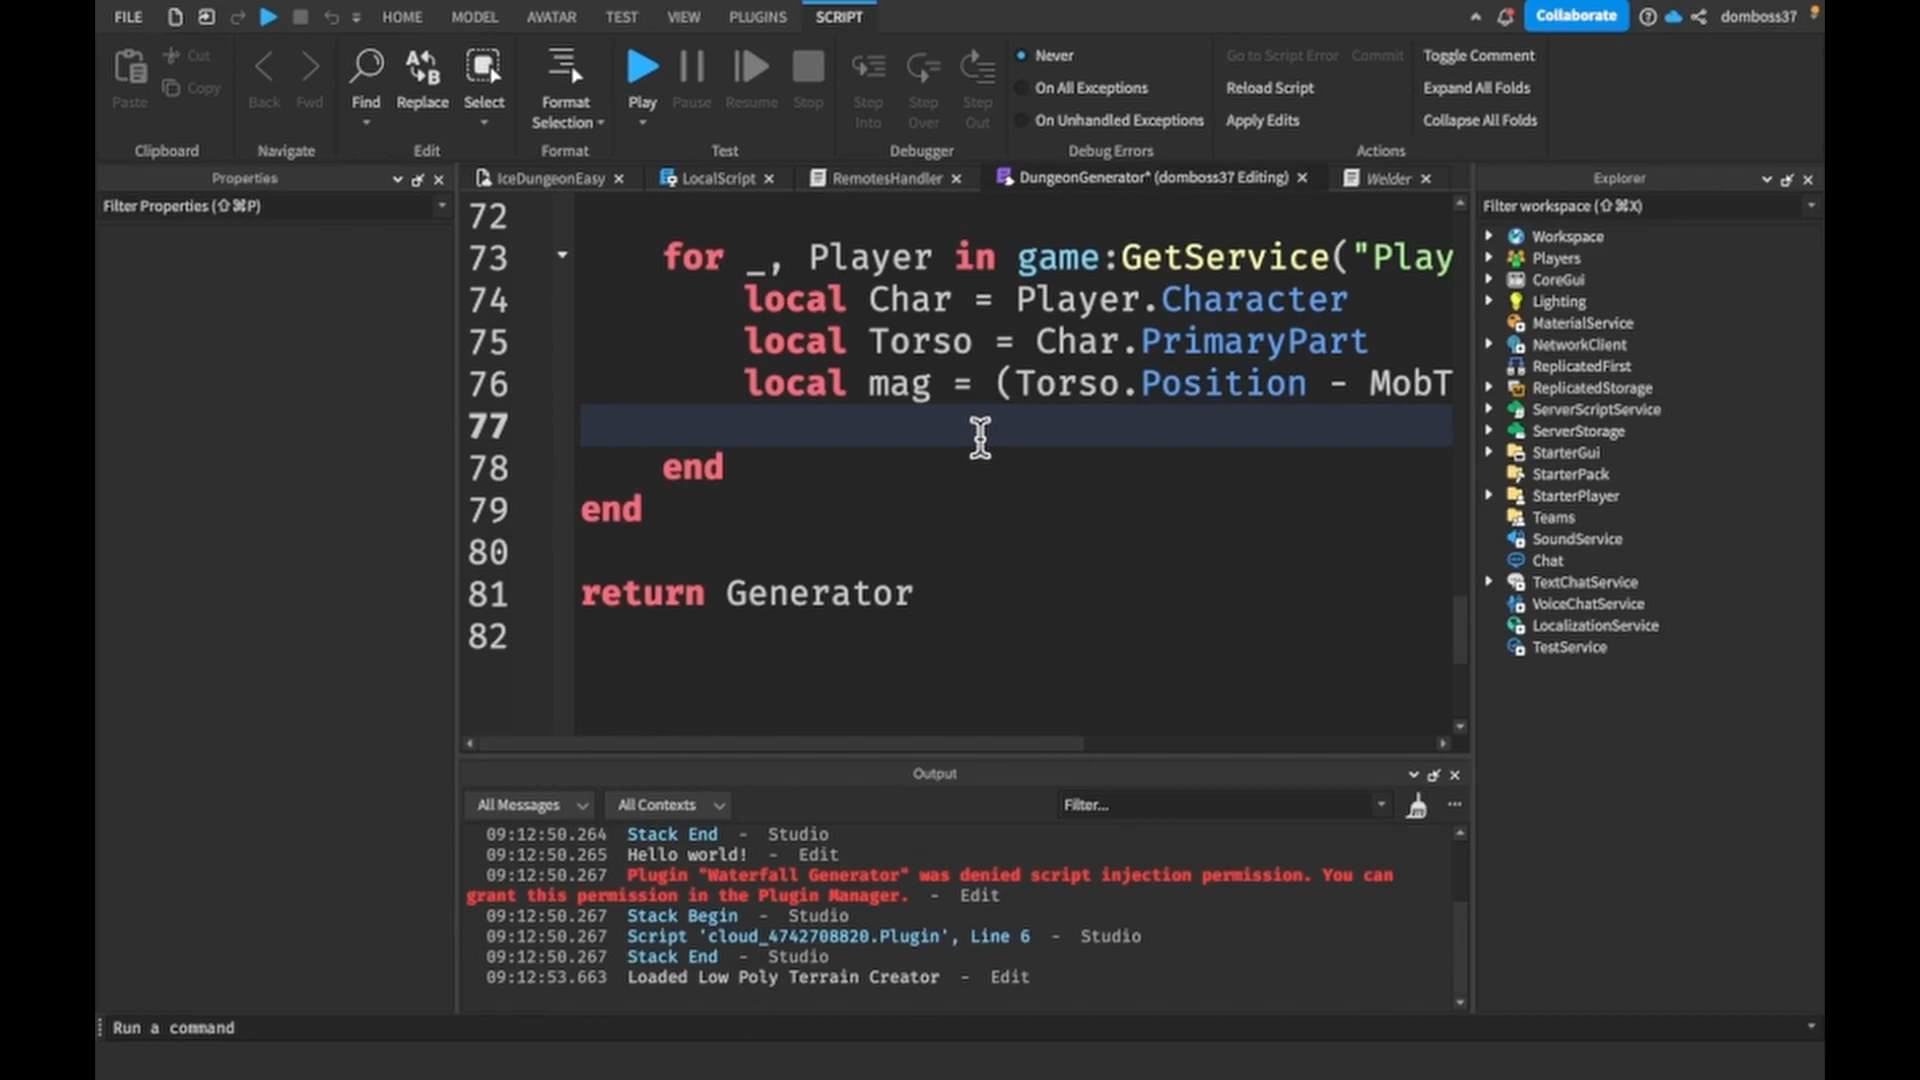 FILE HOME MODEL AVATAR TEST VIEW PLUGINS SCRIPT Collaborate domboss37
Paste Cut Copy Back Fwd Find Replace Select Format Selection Play Pause Resume Stop Step Into Step Over Step Out
Never
On All Exceptions
On Unhandled Exceptions
Go to Script Error Commit
Reload Script
Apply Edits
Toggle Comment
Expand All Folds
Collapse All Folds
Clipboard Navigate Edit Format Test Debugger Debug Errors Actions
Properties
Filter Properties (⇧⌘P)
IceDungeonEasy LocalScript RemotesHandler DungeonGenerator* (domboss37 Editing) Welder
72
73 for _, Player in game:GetService("Play
74 local Char = Player.Character
75 local Torso = Char.PrimaryPart
76 local mag = (Torso.Position - MobT
77
78 end
79 end
80
81 return Generator
82
Explorer
Filter workspace (⇧⌘X)
Workspace
Players
CoreGui
Lighting
MaterialService
NetworkClient
ReplicatedFirst
ReplicatedStorage
ServerScriptService
ServerStorage
StarterGui
StarterPack
StarterPlayer
Teams
SoundService
Chat
TextChatService
VoiceChatService
LocalizationService
TestService
Output
All Messages All Contexts Filter...
09:12:50.264 Stack End - Studio
09:12:50.265 Hello world! - Edit
09:12:50.267 Plugin "Waterfall Generator" was denied script injection permission. You can
grant this permission in the Plugin Manager. - Edit
09:12:50.267 Stack Begin - Studio
09:12:50.267 Script 'cloud_4742708820.Plugin', Line 6 - Studio
09:12:50.267 Stack End - Studio
09:12:53.663 Loaded Low Poly Terrain Creator - Edit
Run a command